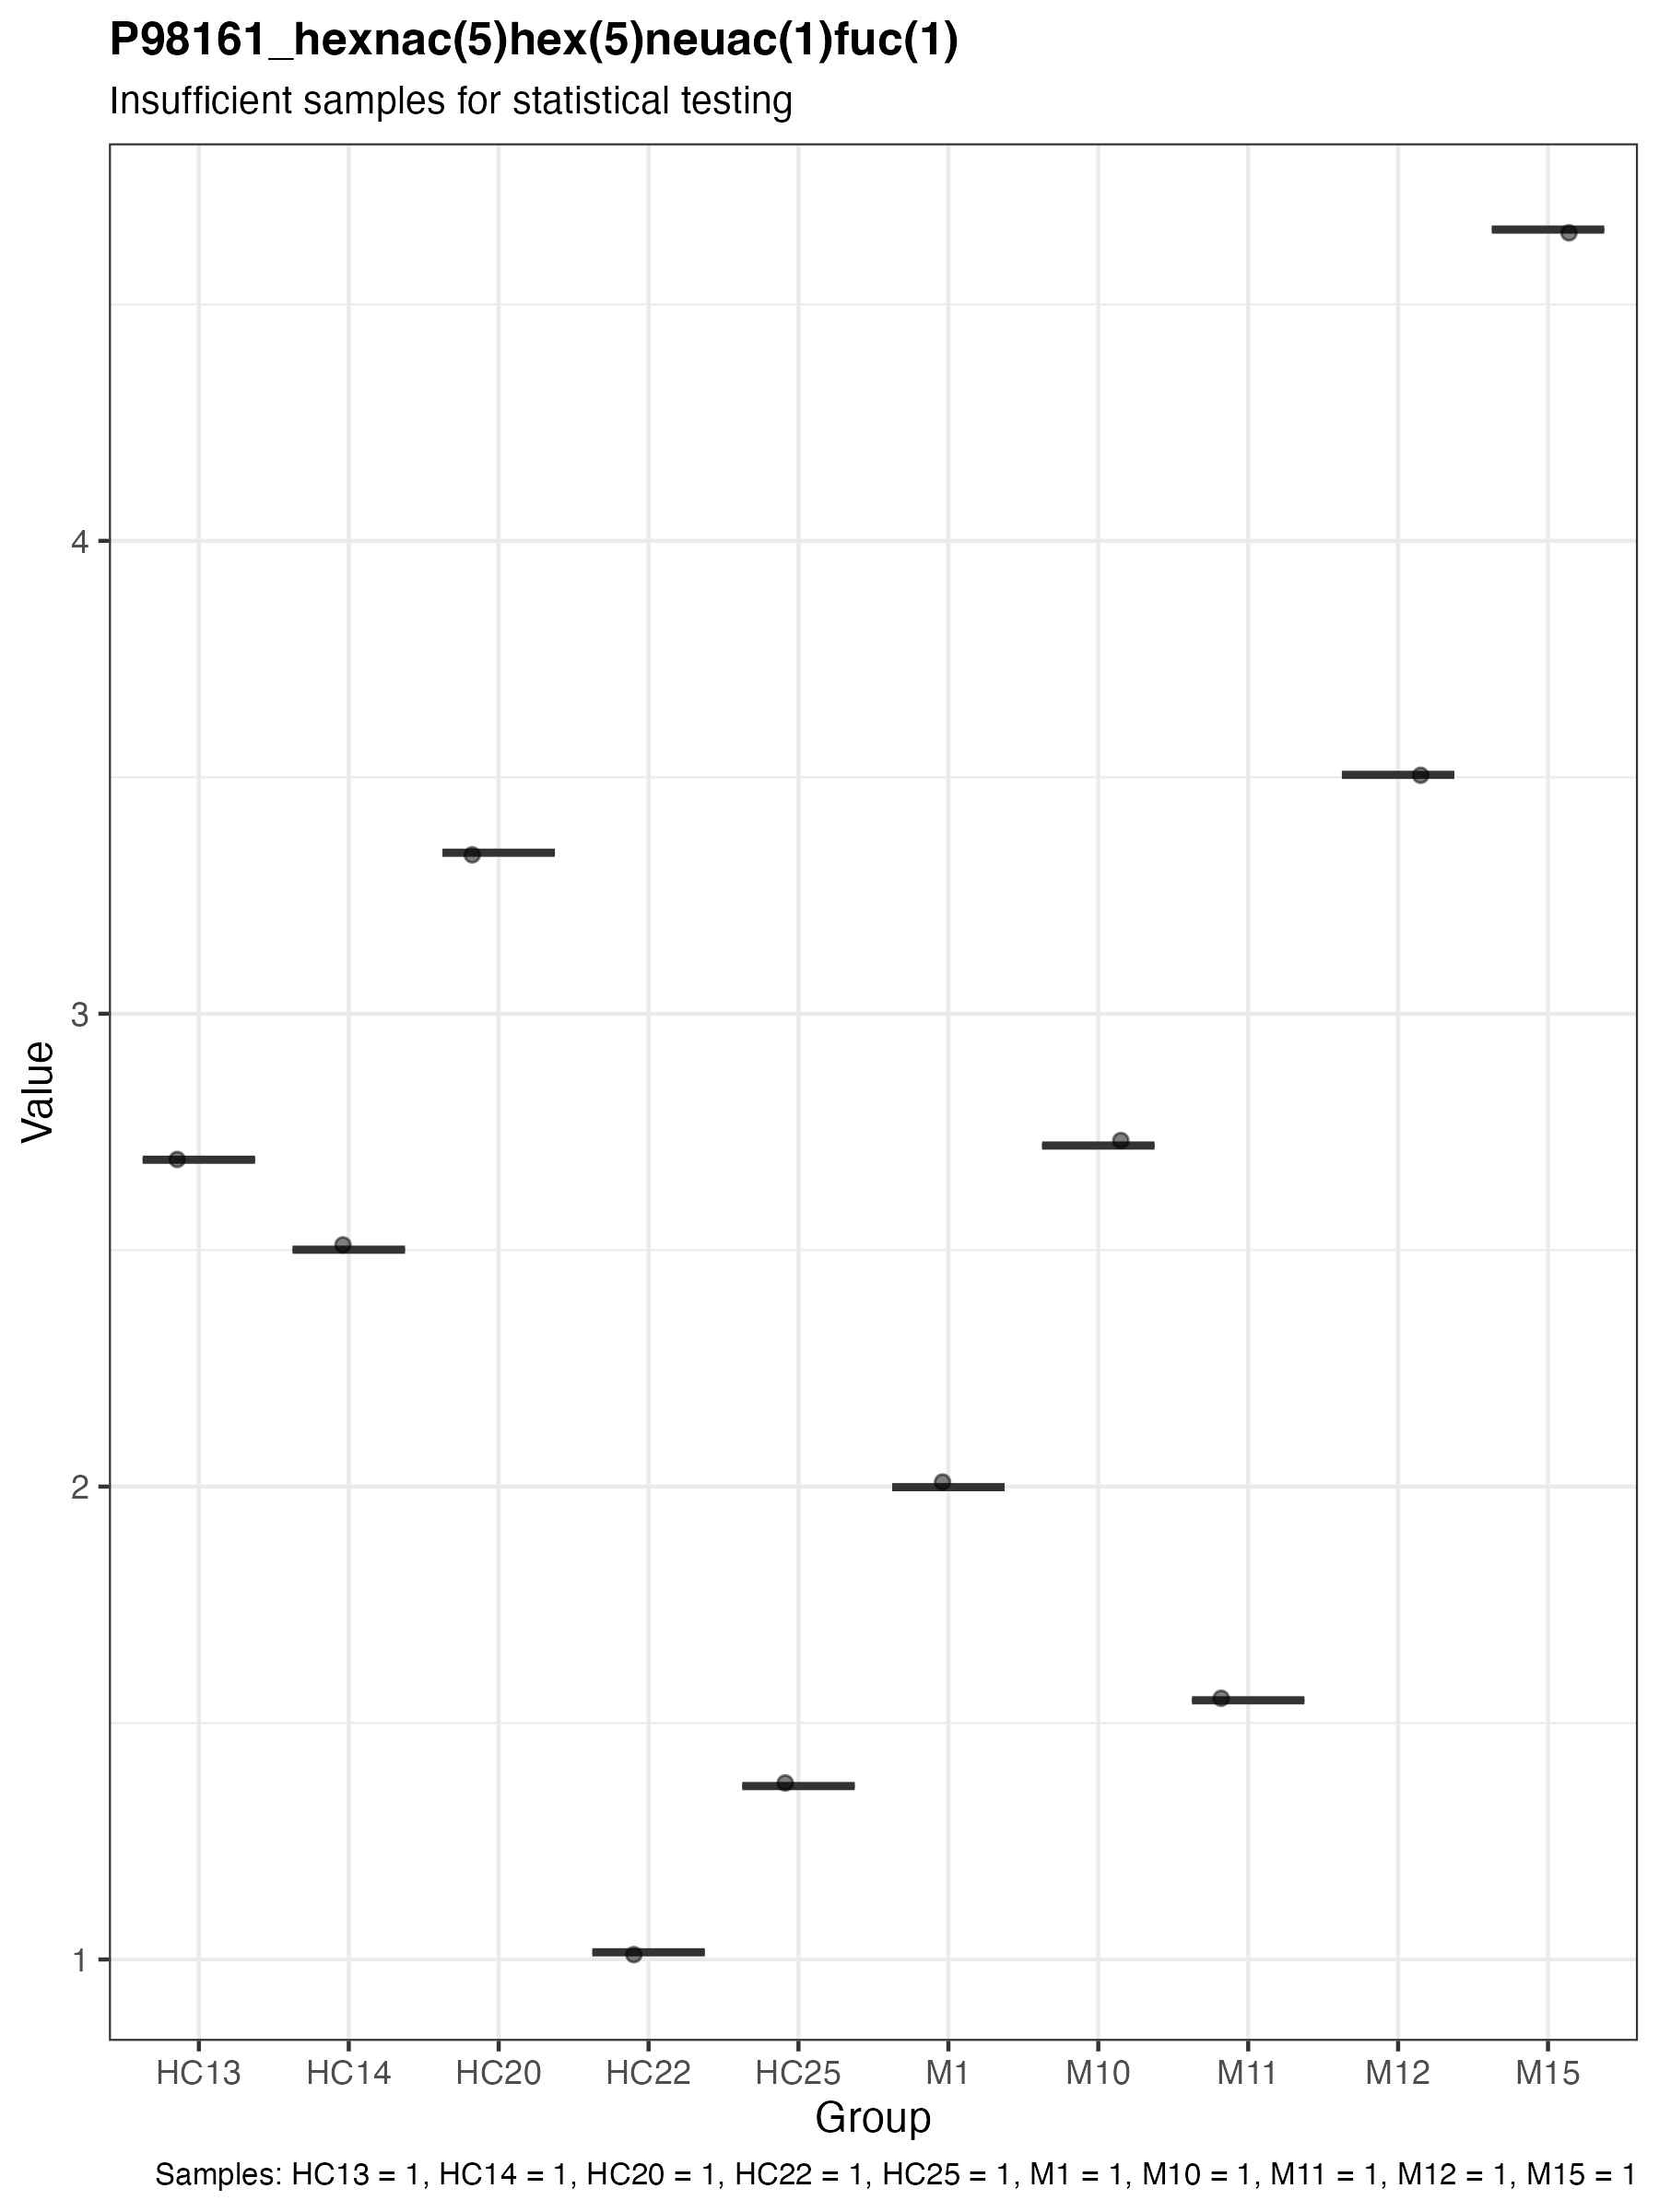 P98161_hexnac(5)hex(5)neuac(1)fuc(1)
Insufficient samples for statistical testing
4
3
2
1
Value
HC13 HC14 HC20 HC22 HC25 M1 M10 M11 M12 M15
Group
Samples: HC13 = 1, HC14 = 1, HC20 = 1, HC22 = 1, HC25 = 1, M1 = 1, M10 = 1, M11 = 1, M12 = 1, M15 = 1